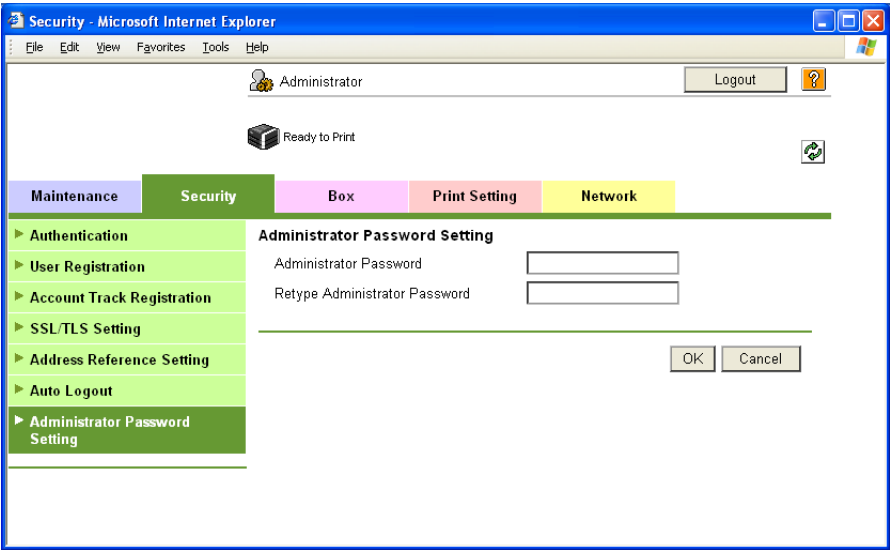 Security - Microsoft Internet Explorer
File Edit View Favorites Tools Help
Administrator
Logout
?
Ready to Print
Maintenance Security Box Print Setting Network
Authentication
User Registration
Account Track Registration
SSL/TLS Setting
Address Reference Setting
Auto Logout
Administrator Password
Setting
Administrator Password Setting
Administrator Password
Retype Administrator Password
OK Cancel